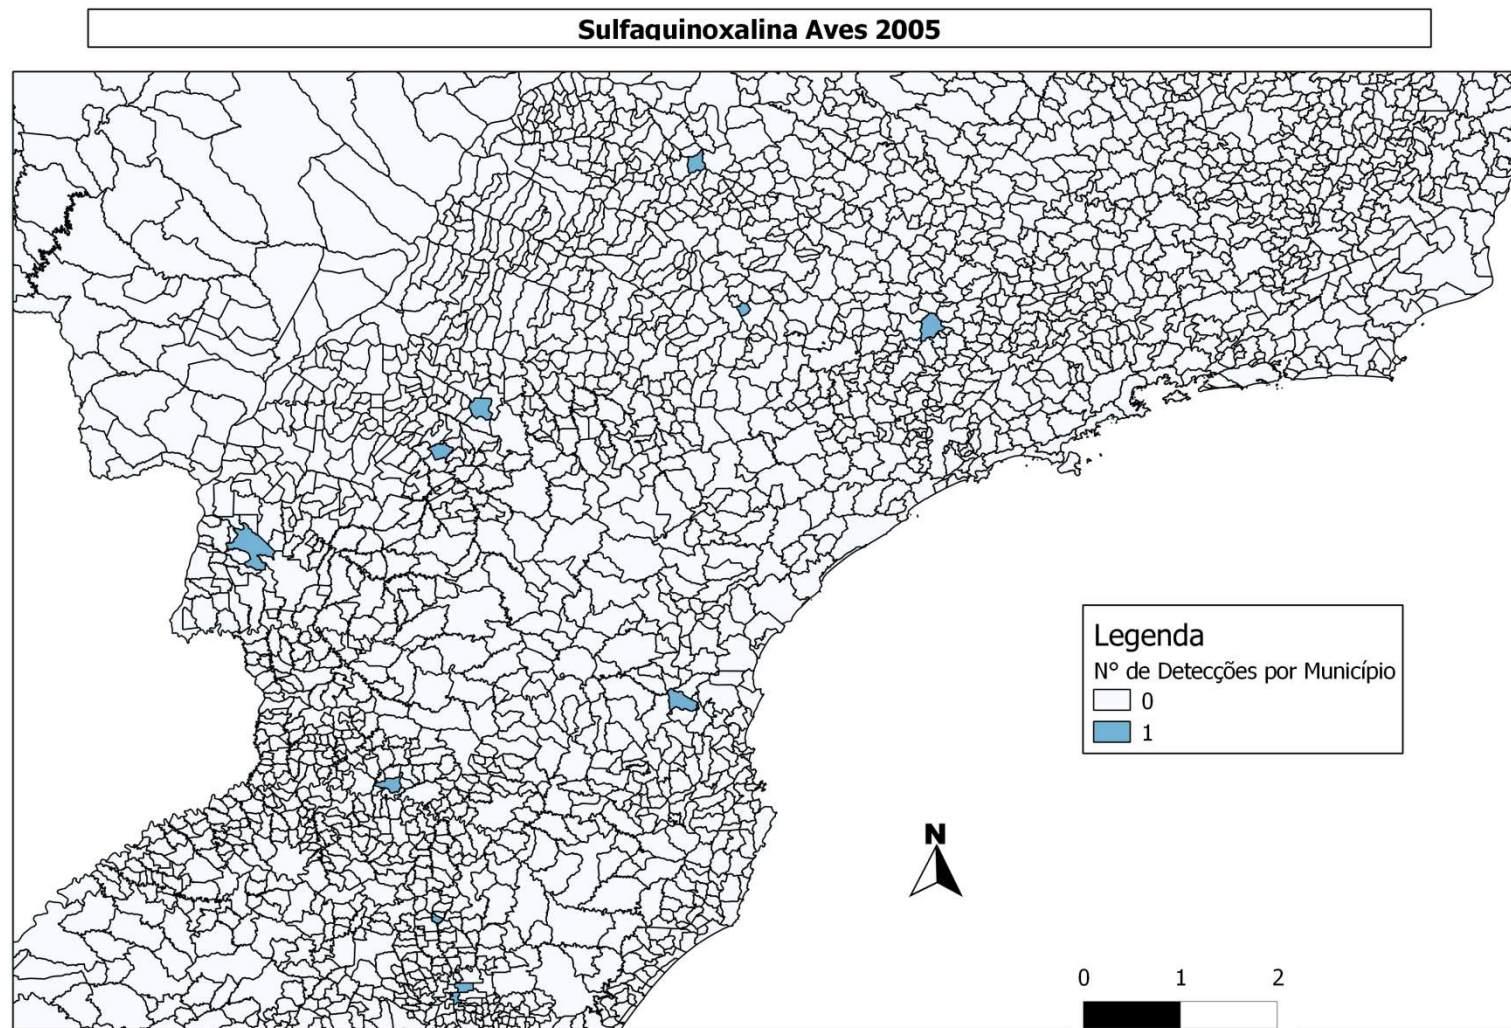 Sulfaquinoxalina Aves 2005
Legenda
N° de Detecções por Município
0
1
N
0 1 2